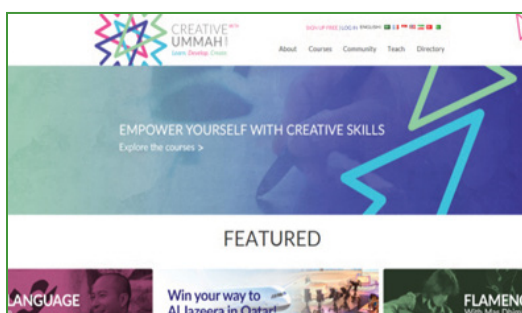 CREATIVE BETA
UMMAH
Learn. Develop. Create.
SIGN UP FREE | LOG IN ENGLISH
About Courses Community Teach Directory
EMPOWER YOURSELF WITH CREATIVE SKILLS
Explore the courses >
FEATURED
LANGUAGE
Win your way to
Al Jazeera in Qatar!
FLAMENC